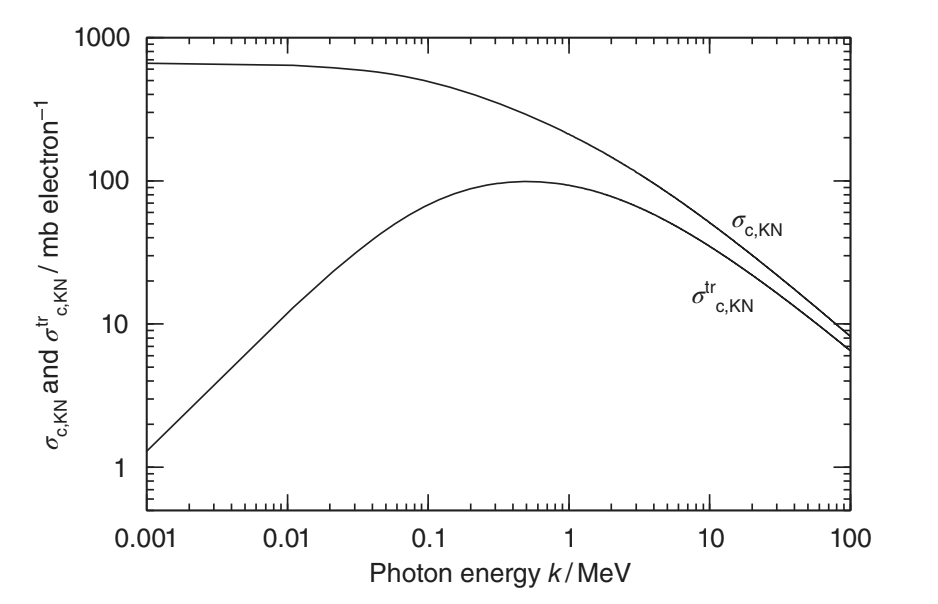 1000
100
10
1
σc,KN and σtrc,KN / mb electron−1
σc,KN
σtrc,KN
0.001 0.01 0.1 1 10 100
Photon energy k / MeV